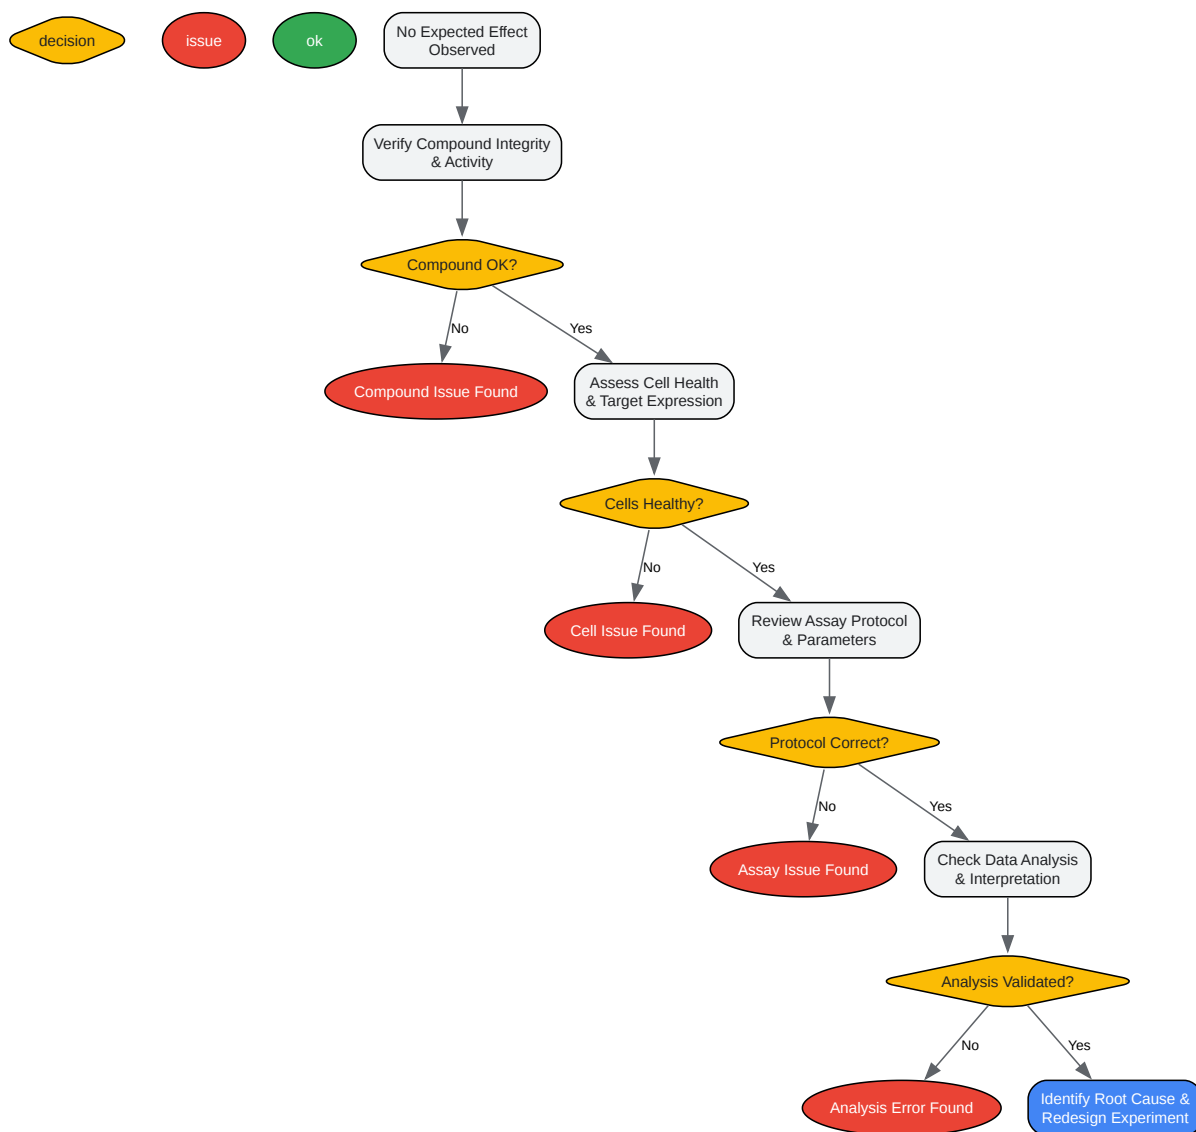 decision
issue
ok
No Expected Effect
Observed
Verify Compound Integrity
& Activity
Compound OK?
No
Yes
Compound Issue Found
Assess Cell Health
& Target Expression
Cells Healthy?
No
Yes
Cell Issue Found
Review Assay Protocol
& Parameters
Protocol Correct?
No
Yes
Assay Issue Found
Check Data Analysis
& Interpretation
Analysis Validated?
No
Yes
Analysis Error Found
Identify Root Cause &
Redesign Experiment